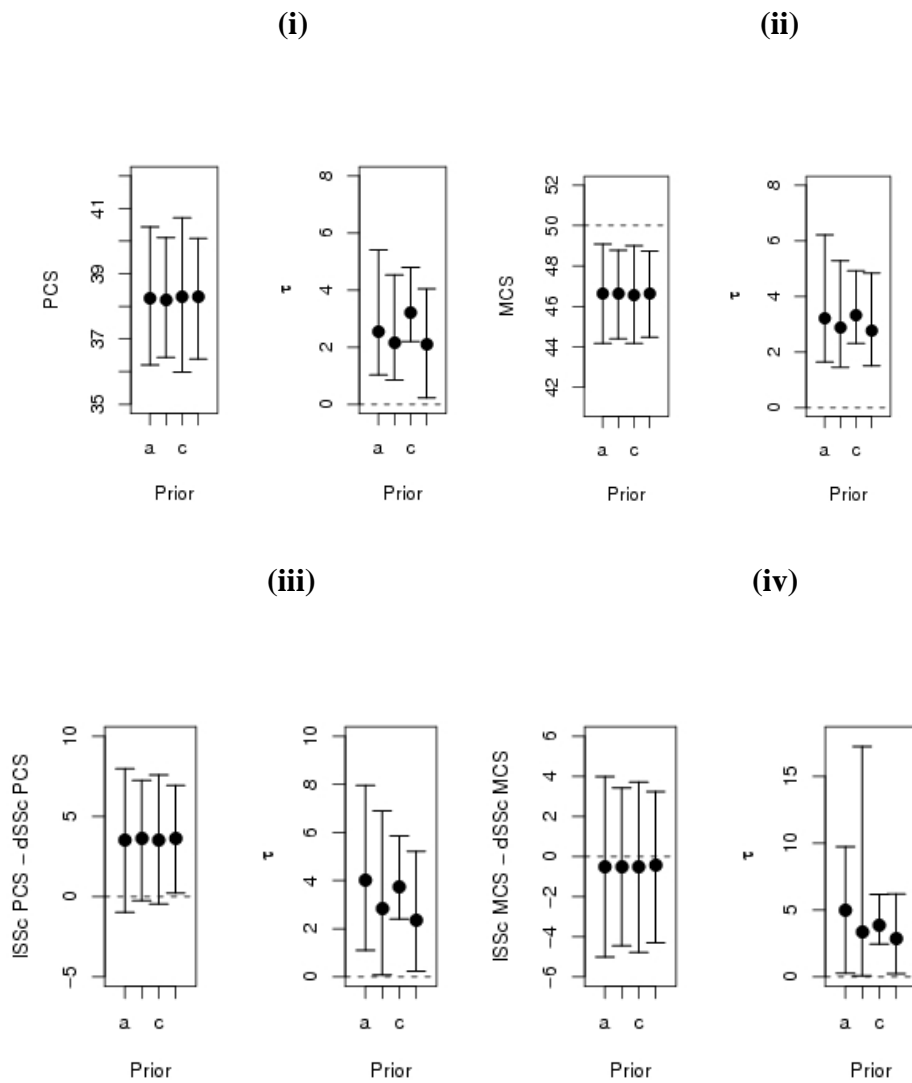 (i)
(ii)
PCS
41
39
37
35
a c
Prior
τ
8
6
4
2
0
a c
Prior
MCS
52
50
48
46
44
42
a c
Prior
τ
8
6
4
2
0
a c
Prior
(iii)
(iv)
lSSc PCS − dSSc PCS
10
5
0
−5
a c
Prior
τ
10
8
6
4
2
0
a c
Prior
lSSc MCS − dSSc MCS
6
4
2
0
−2
−4
−6
a c
Prior
τ
15
10
5
0
a c
Prior